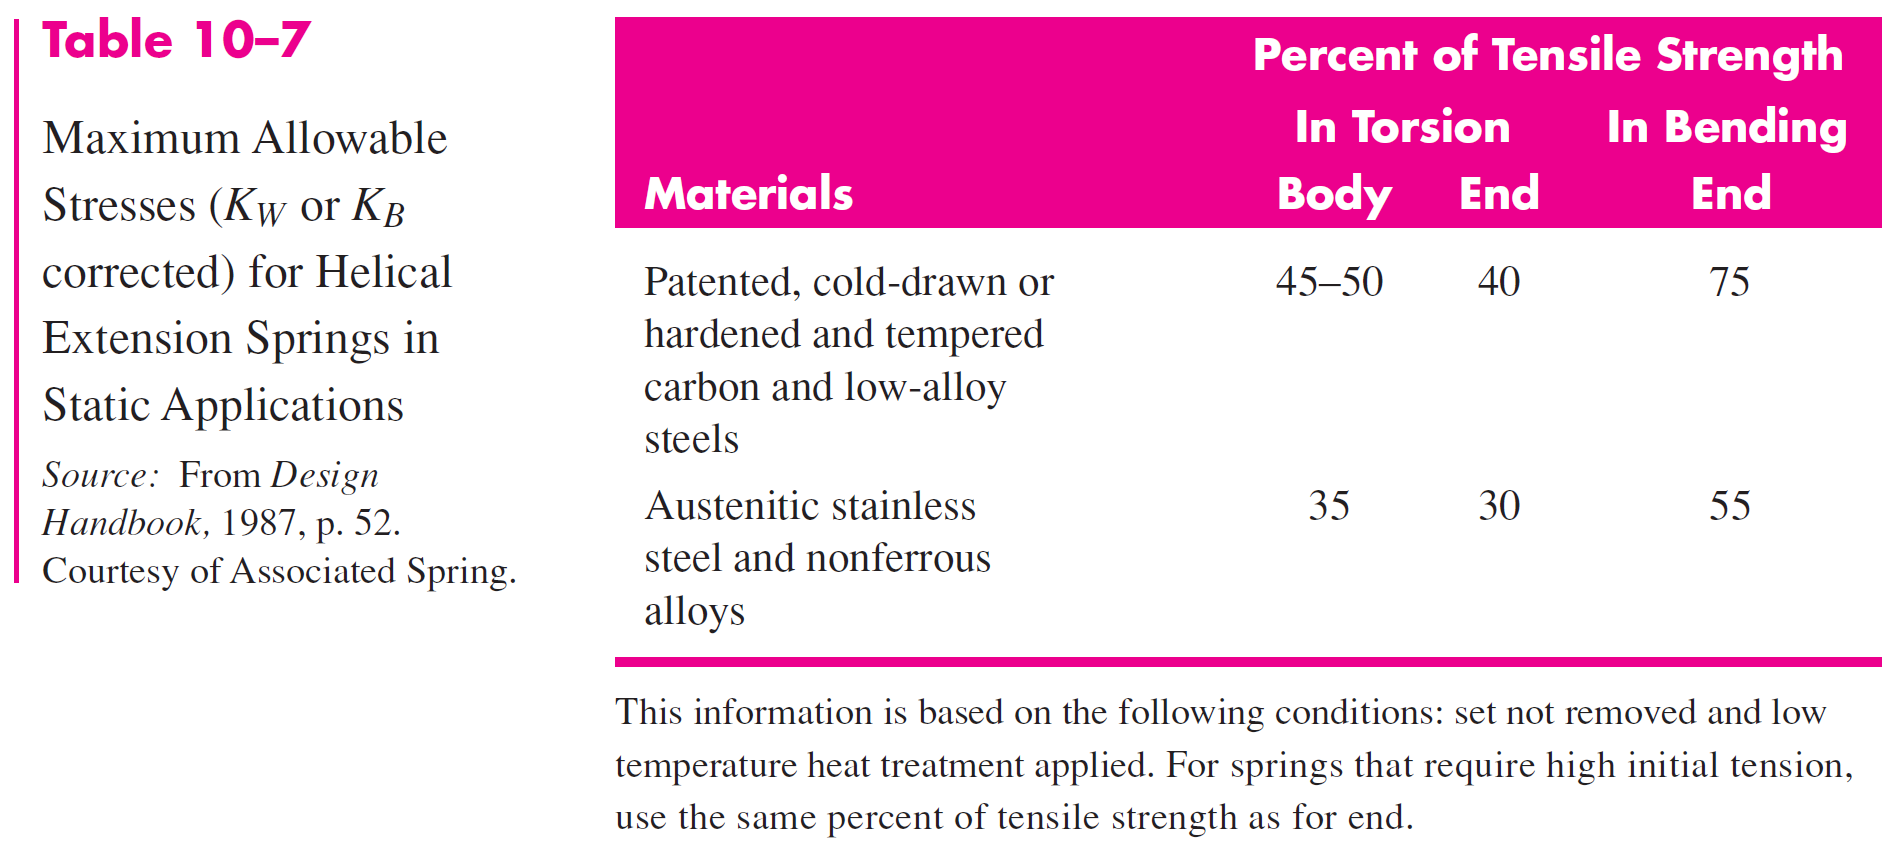 Table 10–7
Maximum Allowable
Stresses (K_W or K_B
corrected) for Helical
Extension Springs in
Static Applications
Source: From Design
Handbook, 1987, p. 52.
Courtesy of Associated Spring.
Percent of Tensile Strength
In Torsion In Bending
Materials Body End End
Patented, cold-drawn or 45–50 40 75
hardened and tempered
carbon and low-alloy
steels
Austenitic stainless 35 30 55
steel and nonferrous
alloys
This information is based on the following conditions: set not removed and low
temperature heat treatment applied. For springs that require high initial tension,
use the same percent of tensile strength as for end.